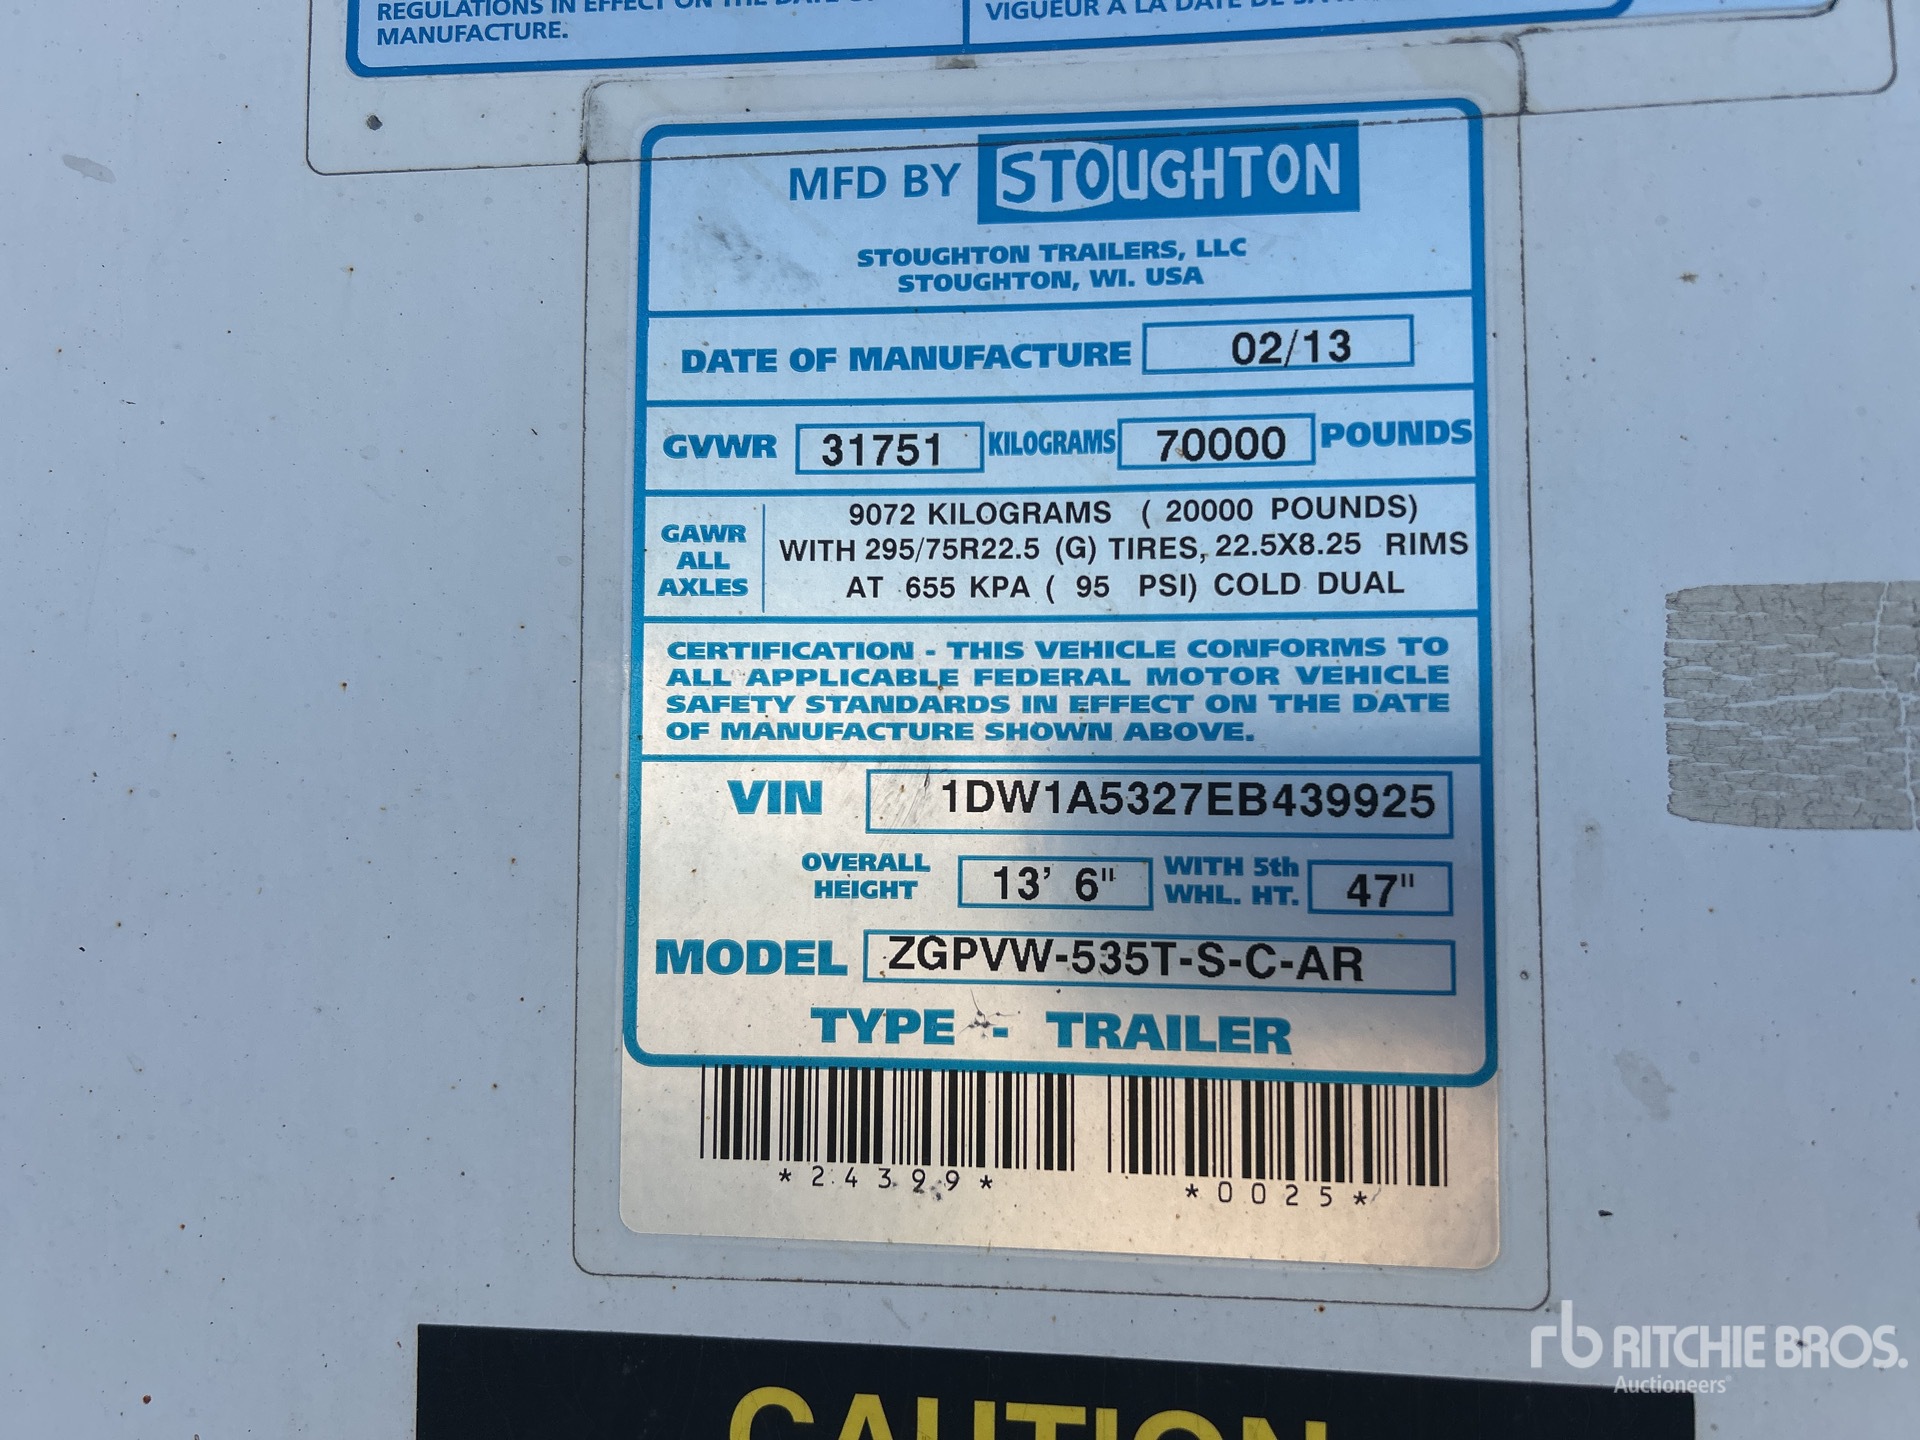 REGULATIONS IN EFFECT ON THE DATE OF
MANUFACTURE.
VIGUEUR À LA DATE DE
MFD BY STOUGHTON
STOUGHTON TRAILERS, LLC
STOUGHTON, WI. USA
DATE OF MANUFACTURE 02/13
GVWR 31751 KILOGRAMS 70000 POUNDS
GAWR ALL AXLES
9072 KILOGRAMS ( 20000 POUNDS)
WITH 295/75R22.5 (G) TIRES, 22.5X8.25 RIMS
AT 655 KPA ( 95 PSI) COLD DUAL
CERTIFICATION - THIS VEHICLE CONFORMS TO
ALL APPLICABLE FEDERAL MOTOR VEHICLE
SAFETY STANDARDS IN EFFECT ON THE DATE
OF MANUFACTURE SHOWN ABOVE.
VIN 1DW1A5327EB439925
OVERALL HEIGHT 13' 6" WITH 5th WHL. HT. 47"
MODEL ZGPVW-535T-S-C-AR
TYPE - TRAILER
*24399* *0025*
CAUTION
rb RITCHIE BROS.
Auctioneers